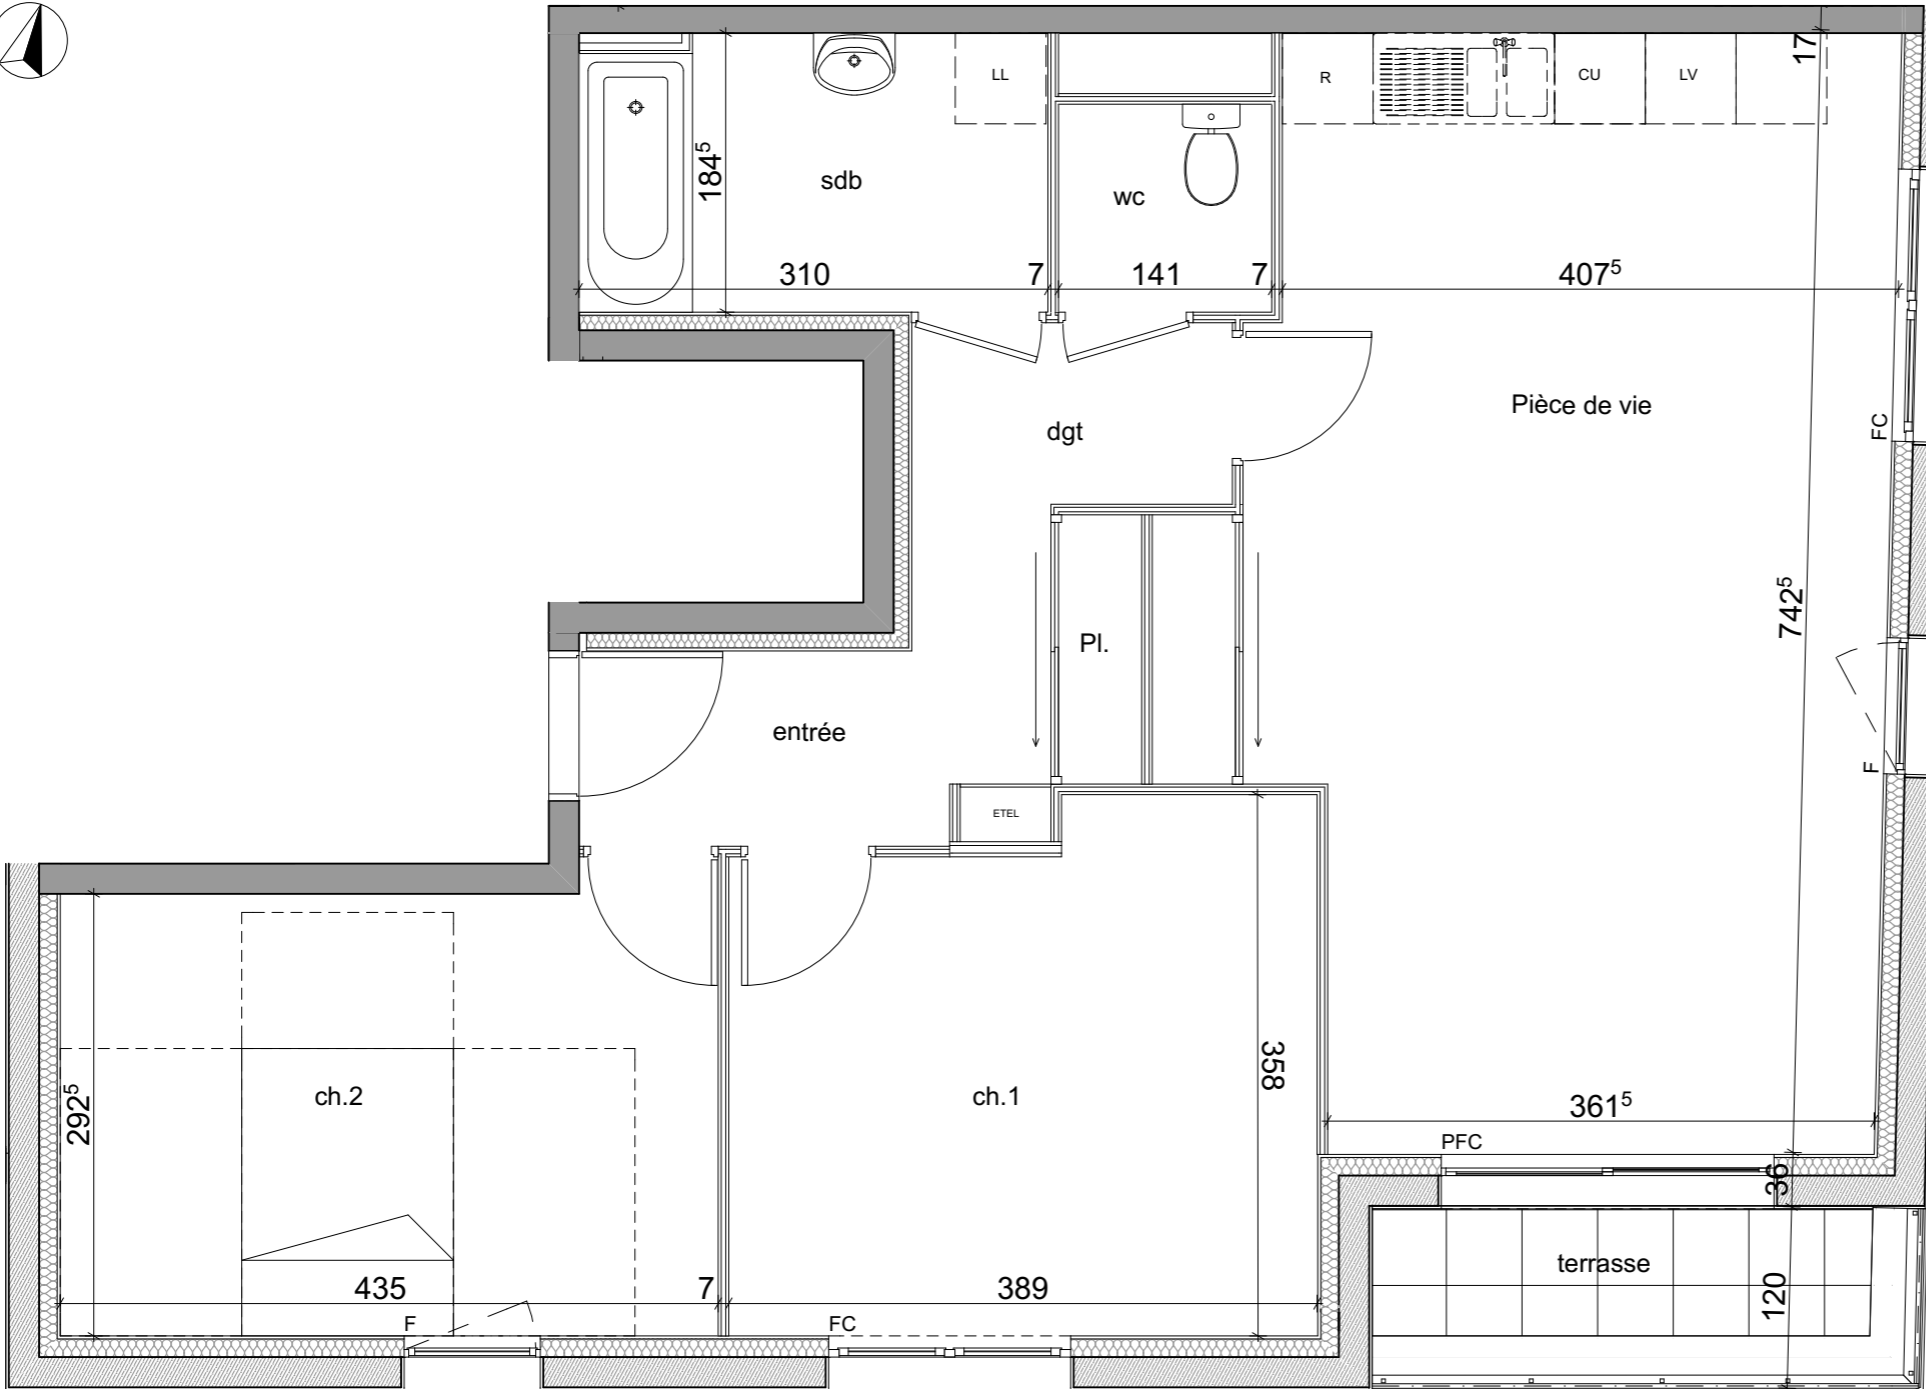 17
LL
R
CU
LV
184⁵
sdb
wc
310
7
141
7
407⁵
Pièce de vie
FC
dgt
742⁵
Pl.
entrée
F
ETEL
292⁵
ch.2
ch.1
358
361⁵
PFC
36
terrasse
435
7
389
120
F
FC